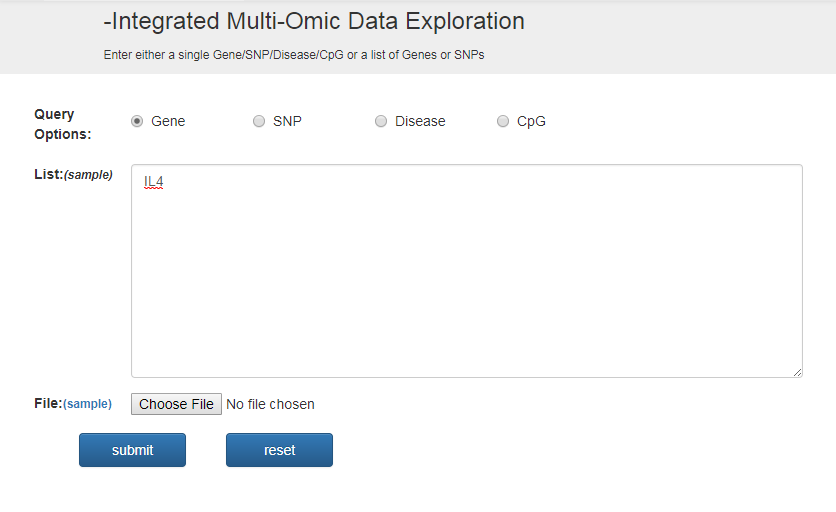 -Integrated Multi-Omic Data Exploration
Enter either a single Gene/SNP/Disease/CpG or a list of Genes or SNPs
Query Options:
Gene SNP Disease CpG
List:(sample)
IL4
File:(sample) Choose File No file chosen
submit reset